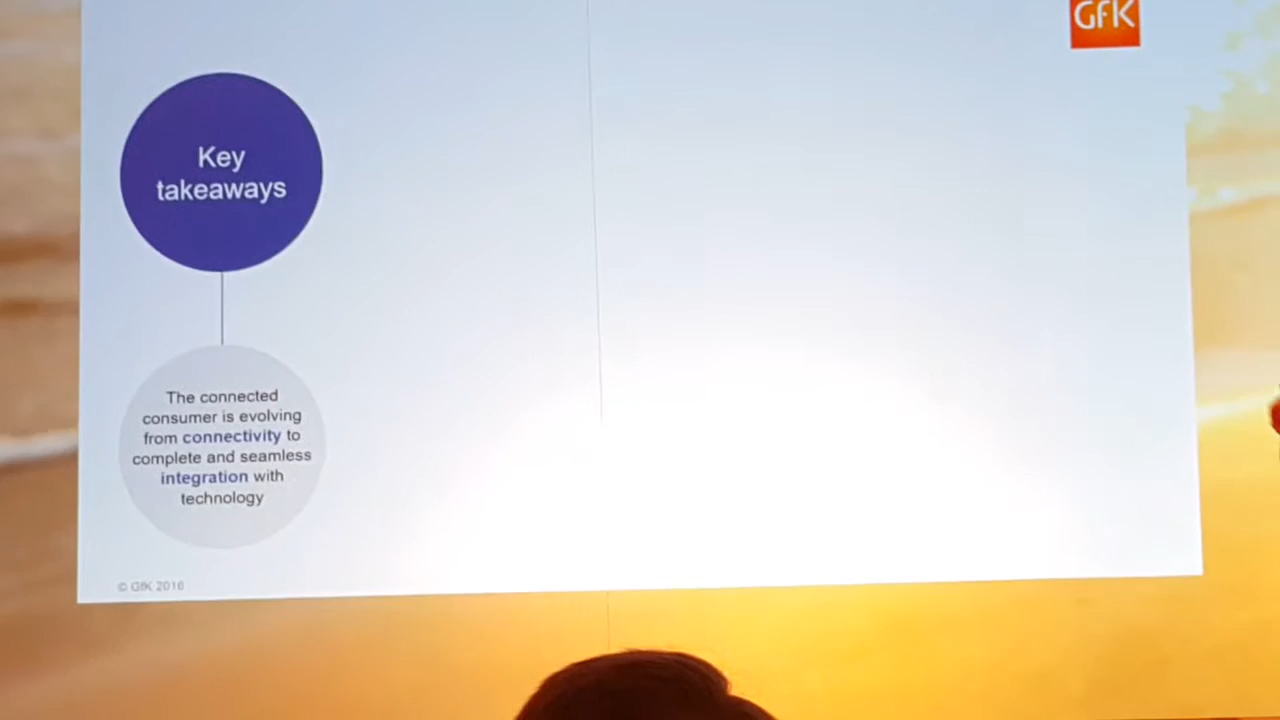 GFK
Key
takeaways
The connected
consumer is evolving
from connectivity to
complete and seamless
integration with
technology
© GfK 2016